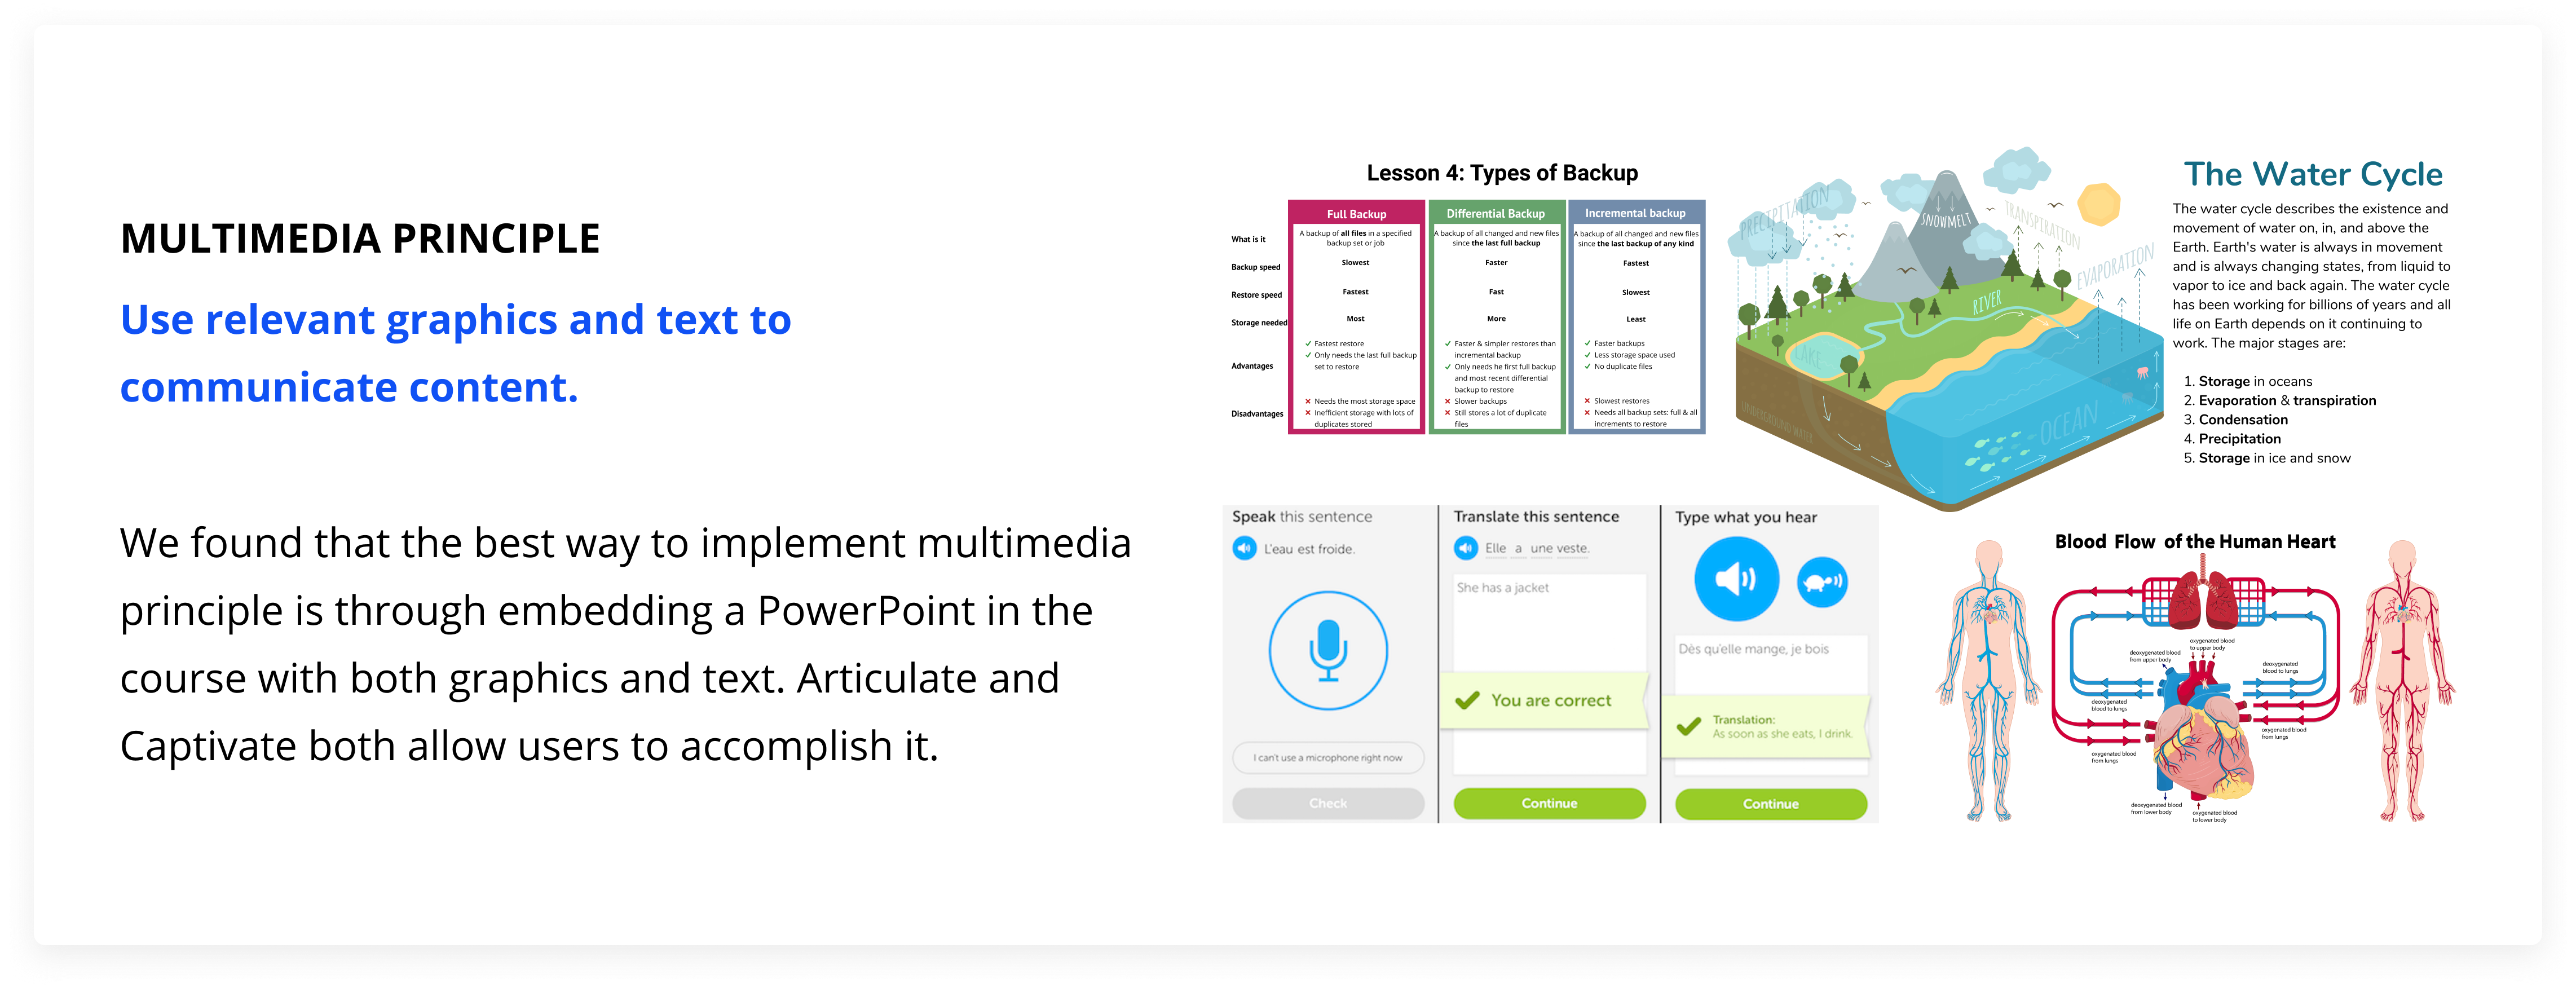 MULTIMEDIA PRINCIPLE
Use relevant graphics and text to
communicate content.
We found that the best way to implement multimedia
principle is through embedding a PowerPoint in the
course with both graphics and text. Articulate and
Captivate both allow users to accomplish it.
Lesson 4: Types of Backup
Full Backup
Differential Backup
Incremental backup
What is it
A backup of all files in a specified
backup set or job
A backup of all changed and new files
since the last full backup
A backup of all changed and new files
since the last backup of any kind
Backup speed
Slowest
Faster
Fastest
Restore speed
Fastest
Fast
Slowest
Storage needed
Most
More
Least
Advantages
Fastest restore
Only needs the last full backup
set to restore
Faster & simpler restores than
incremental backup
Only needs he first full backup
and most recent differential
backup to restore
Faster backups
Less storage space used
No duplicate files
Disadvantages
Needs the most storage space
Inefficient storage with lots of
duplicates stored
Slower backups
Still stores a lot of duplicate
files
Slowest restores
Needs all backup sets: full & all
increments to restore
PRECIPITATION
SNOWMELT
TRANSPIRATION
EVAPORATION
RIVER
LAKE
UNDERGROUND WATER
OCEAN
The Water Cycle
The water cycle describes the existence and
movement of water on, in, and above the
Earth. Earth's water is always in movement
and is always changing states, from liquid to
vapor to ice and back again. The water cycle
has been working for billions of years and all
life on Earth depends on it continuing to
work. The major stages are:
1. Storage in oceans
2. Evaporation & transpiration
3. Condensation
4. Precipitation
5. Storage in ice and snow
Speak this sentence
L'eau est froide.
I can't use a microphone right now
Check
Translate this sentence
Elle a une veste.
She has a jacket
You are correct
Continue
Type what you hear
Dès qu'elle mange, je bois
Translation:
As soon as she eats, I drink.
Continue
Blood Flow of the Human Heart
oxygenated blood
to upper body
deoxygenated blood
from upper body
deoxygenated blood
to lungs
deoxygenated blood
to lungs
oxygenated blood
from lungs
oxygenated blood
from lungs
deoxygenated blood
from lower body
oxygenated blood
to lower body